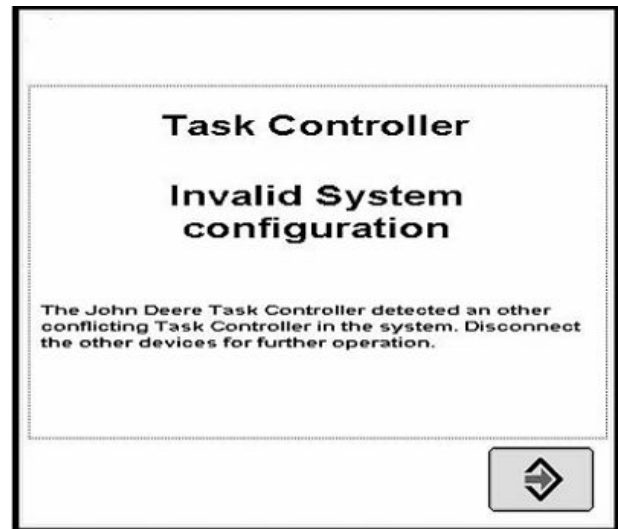 Task Controller
Invalid System
configuration
The John Deere Task Controller detected an other
conflicting Task Controller in the system. Disconnect
the other devices for further operation.